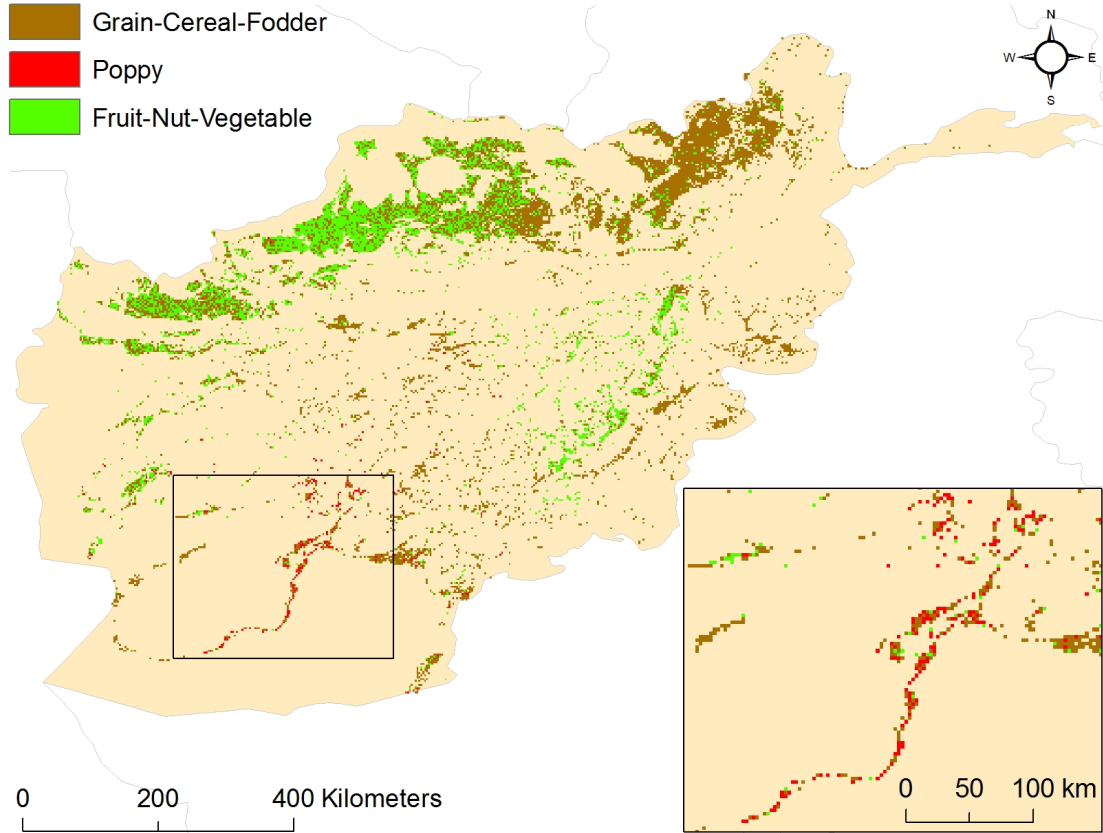 Grain-Cereal-Fodder
Poppy
Fruit-Nut-Vegetable
N
W E
S
0 200 400 Kilometers
0 50 100 km